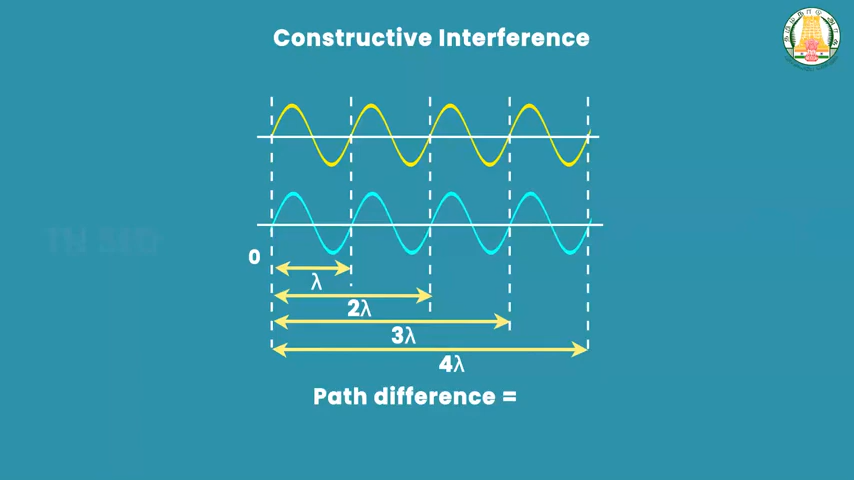 Constructive Interference
0
λ
2λ
3λ
4λ
Path difference =